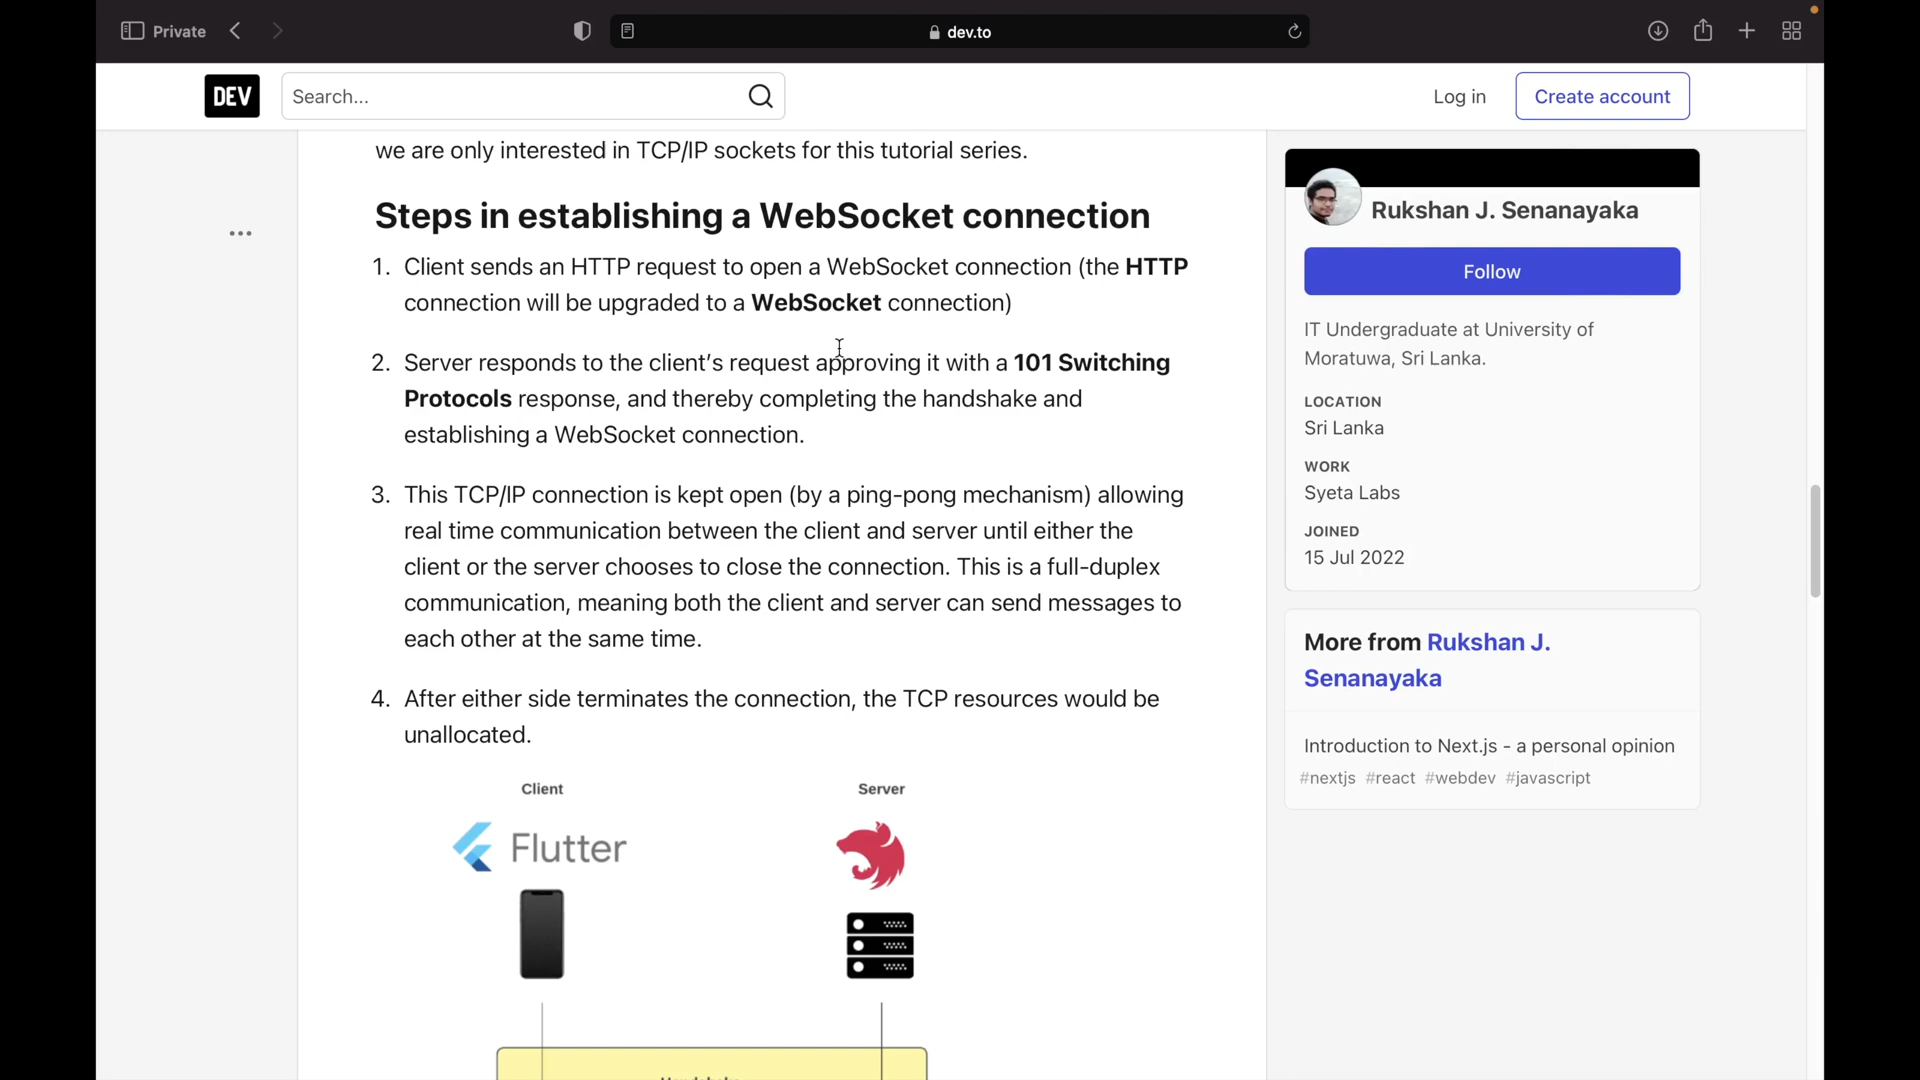 Private
dev.to
DEV
Search...
Log in
Create account
we are only interested in TCP/IP sockets for this tutorial series.
Steps in establishing a WebSocket connection
1. Client sends an HTTP request to open a WebSocket connection (the HTTP
connection will be upgraded to a WebSocket connection)
2. Server responds to the client’s request approving it with a 101 Switching
Protocols response, and thereby completing the handshake and
establishing a WebSocket connection.
3. This TCP/IP connection is kept open (by a ping-pong mechanism) allowing
real time communication between the client and server until either the
client or the server chooses to close the connection. This is a full-duplex
communication, meaning both the client and server can send messages to
each other at the same time.
4. After either side terminates the connection, the TCP resources would be
unallocated.
Client
Server
Flutter
Rukshan J. Senanayaka
Follow
IT Undergraduate at University of
Moratuwa, Sri Lanka.
LOCATION
Sri Lanka
WORK
Syeta Labs
JOINED
15 Jul 2022
More from Rukshan J.
Senanayaka
Introduction to Next.js - a personal opinion
#nextjs #react #webdev #javascript